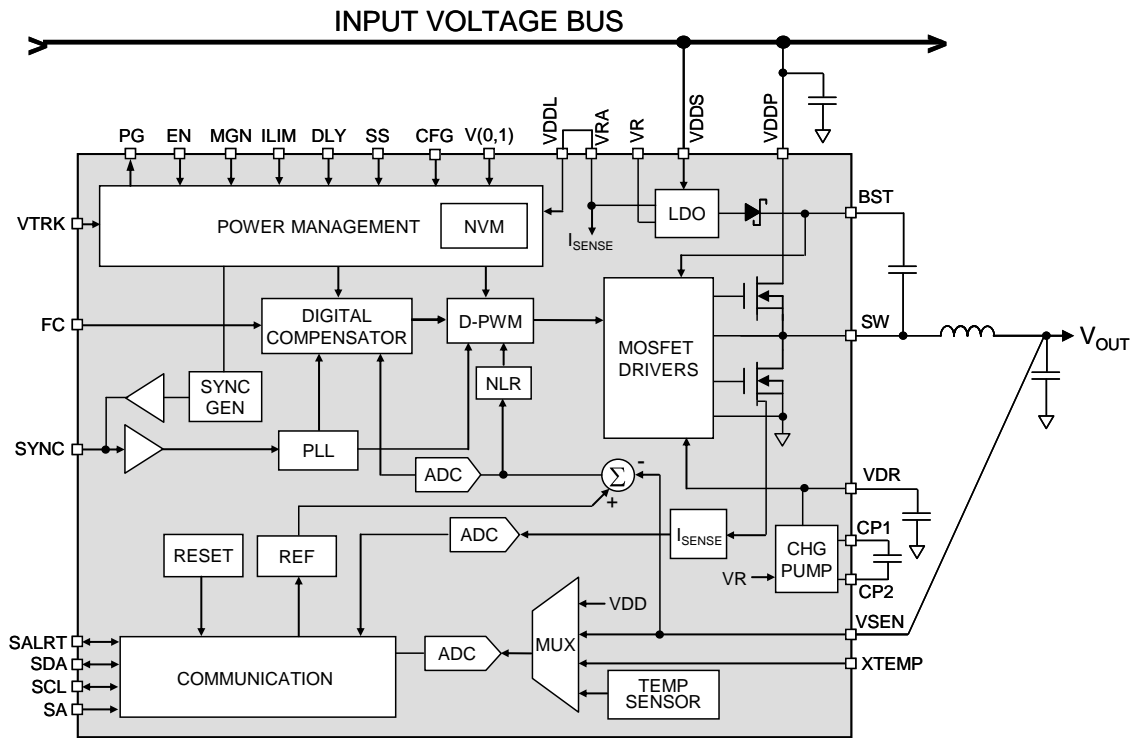 INPUT VOLTAGE BUS
PG
EN
MGN
ILIM
DLY
SS
CFG
V(0,1)
VDDL
VRA
VR
VDDS
VDDP
VTRK
POWER MANAGEMENT
NVM
I_SENSE
LDO
BST
FC
DIGITAL
COMPENSATOR
D-PWM
MOSFET
DRIVERS
SW
V_OUT
SYNC
GEN
NLR
SYNC
PLL
ADC
Σ
-
+
VDR
RESET
REF
ADC
I_SENSE
CHG
PUMP
VR
CP1
CP2
VDD
VSEN
SALRT
SDA
SCL
SA
COMMUNICATION
ADC
MUX
XTEMP
TEMP
SENSOR